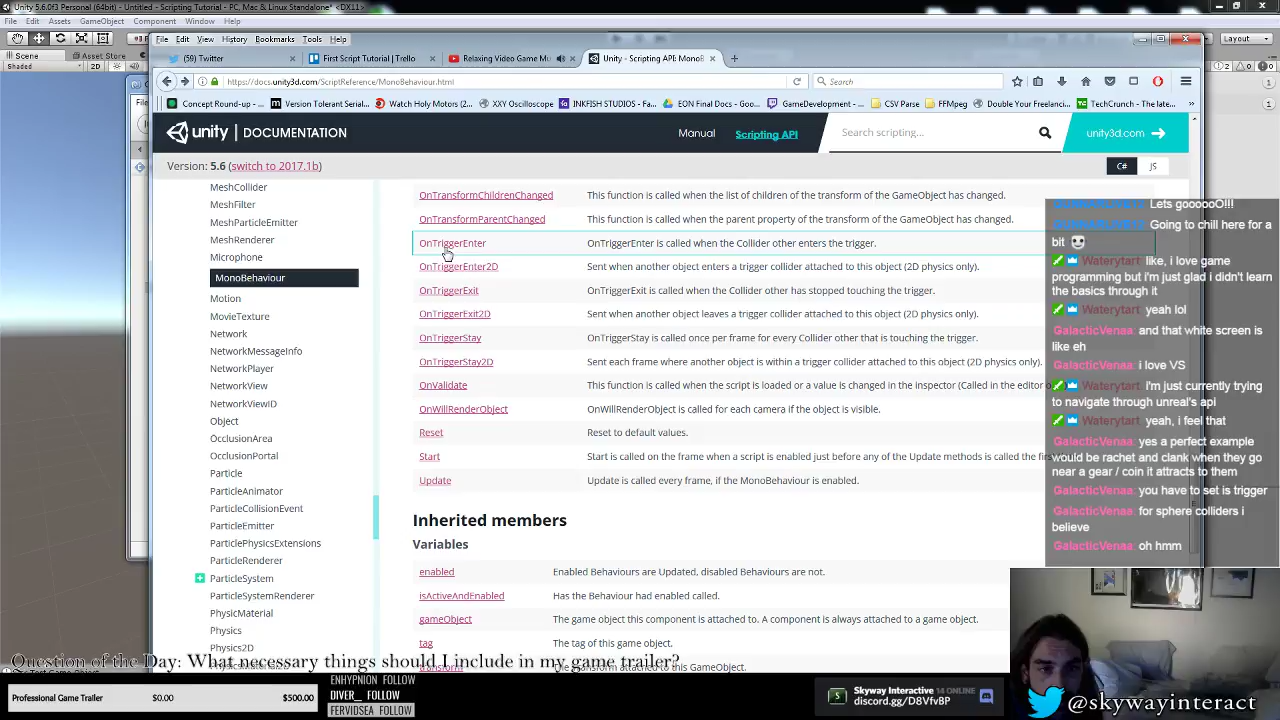 Unity 5.6.0f3 Personal (64bit) - Untitled - Scripting Tutorial - PC, Mac & Linux Standalone* <DX11>
File Edit Assets GameObject Component Window Help
File Edit View History Bookmarks Tools Help
Layout
Scene
Asset Store
Shaded
2D
(59) Twitter
First Script Tutorial | Trello
Relaxing Video Game Mu
Unity - Scripting API: MonoB
https://docs.unity3d.com/ScriptReference/MonoBehaviour.html
Search
Concept Round-up - ...
Version Tolerant Serial...
Watch Holy Motors (2...
XXY Oscilloscope
INKFISH STUDIOS - Fa...
EON Final Docs - Goo...
GameDevelopment - ...
CSV Parse
FFMpeg
Double Your Freelanci...
TechCrunch - The late...
unity | DOCUMENTATION
Manual
Scripting API
Search scripting...
unity3d.com
Version: 5.6 (switch to 2017.1b)
C#
JS
MeshCollider
MeshFilter
MeshParticleEmitter
MeshRenderer
Microphone
MonoBehaviour
Motion
MovieTexture
Network
NetworkMessageInfo
NetworkPlayer
NetworkView
NetworkViewID
Object
OcclusionArea
OcclusionPortal
Particle
ParticleAnimator
ParticleCollisionEvent
ParticleEmitter
ParticlePhysicsExtensions
ParticleRenderer
ParticleSystem
ParticleSystemRenderer
PhysicMaterial
Physics
Physics2D
OnTransformChildrenChanged This function is called when the list of children of the transform of the GameObject has changed.
OnTransformParentChanged This function is called when the parent property of the transform of the GameObject has changed.
OnTriggerEnter OnTriggerEnter is called when the Collider other enters the trigger.
OnTriggerEnter2D Sent when another object enters a trigger collider attached to this object (2D physics only).
OnTriggerExit OnTriggerExit is called when the Collider other has stopped touching the trigger.
OnTriggerExit2D Sent when another object leaves a trigger collider attached to this object (2D physics only).
OnTriggerStay OnTriggerStay is called once per frame for every Collider other that is touching the trigger.
OnTriggerStay2D Sent each frame where another object is within a trigger collider attached to this object (2D physics only).
OnValidate This function is called when the script is loaded or a value is changed in the inspector (Called in the editor
OnWillRenderObject OnWillRenderObject is called for each camera if the object is visible.
Reset Reset to default values.
Start Start is called on the frame when a script is enabled just before any of the Update methods is called the
Update Update is called every frame, if the MonoBehaviour is enabled.
Inherited members
Variables
enabled Enabled Behaviours are Updated, disabled Behaviours are not.
isActiveAndEnabled Has the Behaviour had enabled called.
gameObject The game object this component is attached to. A component is always attached to a game object.
tag The tag of this game object.
Lets gooooO!!!
Going to chill here for a
bit
Waterytart: like, i love game
programming but i'm just glad i didn't learn
the basics through it
Waterytart: yeah lol
GalacticVenaa: and that white screen is
like eh
GalacticVenaa: i love VS
Waterytart: i'm just currently trying
to navigate through unreal's api
Waterytart: yeah, i feel that
GalacticVenaa: yes a perfect example
would be rachet and clank when they go
near a gear / coin it attracts to them
GalacticVenaa: you have to set is trigger
GalacticVenaa: for sphere colliders i
believe
GalacticVenaa: oh hmm
Question of the Day: What necessary things should I include in my game trailer?
Professional Game Trailer $0.00 $500.00
ENHYPNION FOLLOW
DIVER__ FOLLOW
FERVIDSEA FOLLOW
Skyway Interactive 14 ONLINE
discord.gg/D8VfvBP
@skywayinteract